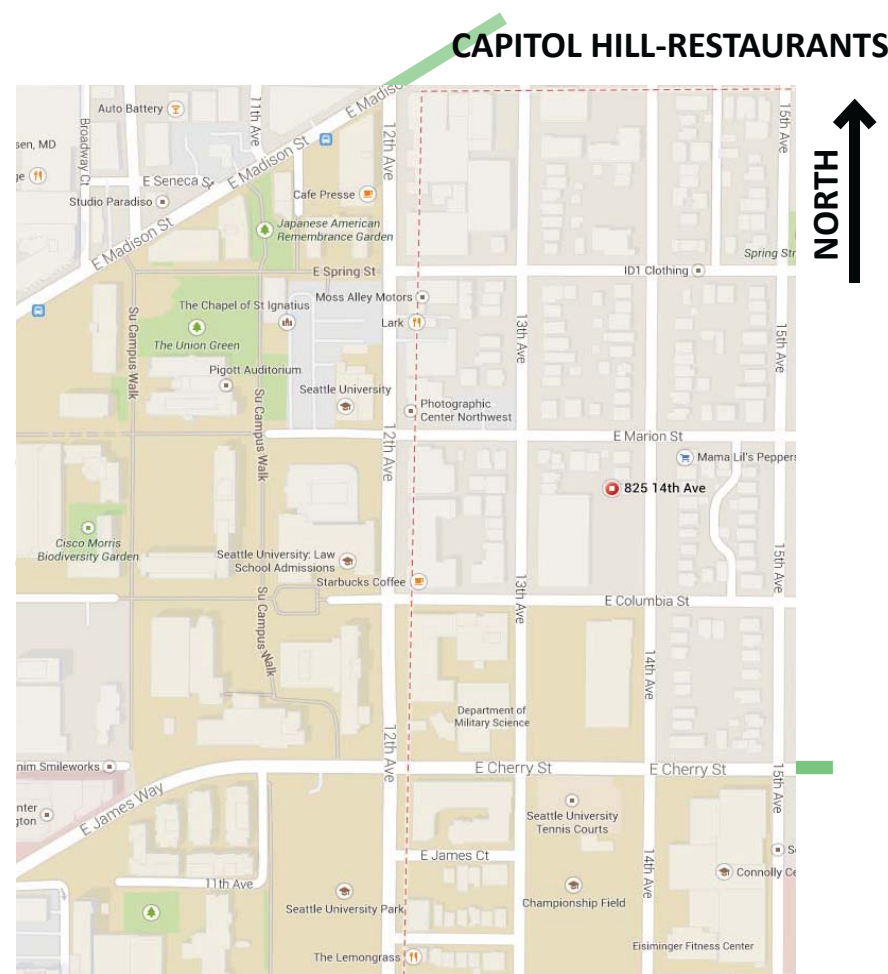 CAPITOL HILL-RESTAURANTS
NORTH
Auto Battery
11th Ave
E Madiso
12th Ave
15th Ave
Broadway Ct
sen, MD
E Madison St
E Seneca S
Studio Paradiso
Cafe Presse
Japanese American
Remembrance Garden
E Madison St
Spring Str
E Spring St
ID1 Clothing
Moss Alley Motors
The Chapel of St Ignatius
Lark
Su Campus Walk
The Union Green
13th Ave
15th Ave
Pigott Auditorium
Seattle University
Su Campus Walk
Photographic
Center Northwest
12th Ave
E Marion St
Mama Lil's Peppers
825 14th Ave
Cisco Morris
Biodiversity Garden
Seattle University: Law
School Admissions
Starbucks Coffee
13th Ave
15th Ave
E Columbia St
Su Campus Walk
14th Ave
Department of
Military Science
12th Ave
nim Smileworks
E Cherry St
E Cherry St
15th Ave
E James Way
nter
gton
Seattle University
Tennis Courts
E James Ct
14th Ave
Connolly Ce
11th Ave
Seattle University Park
Championship Field
Eisiminger Fitness Center
The Lemongrass